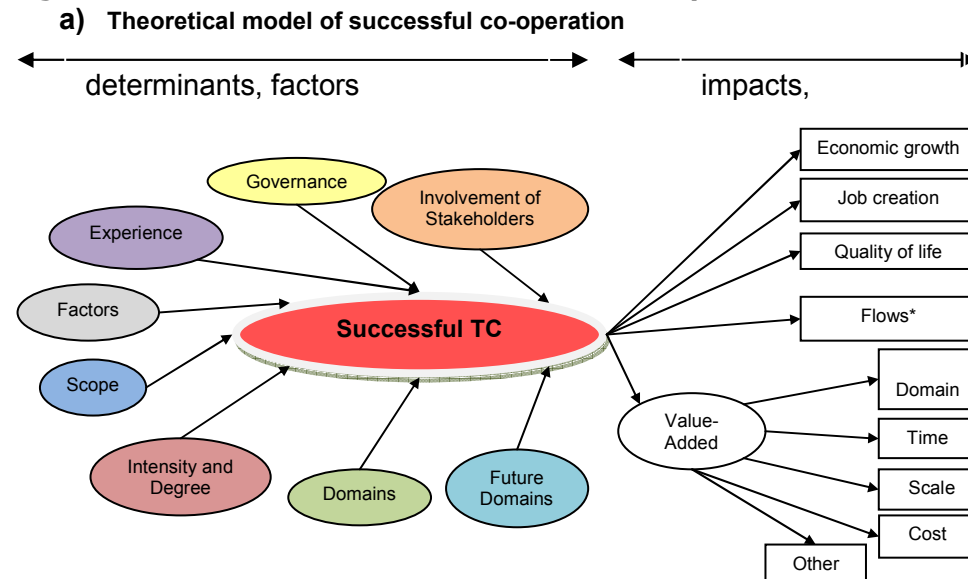 a) Theoretical model of successful co-operation
determinants, factors
impacts,
Governance
Involvement of
Stakeholders
Experience
Factors
Scope
Intensity and
Degree
Domains
Future
Domains
Successful TC
Economic growth
Job creation
Quality of life
Flows*
Value-
Added
Domain
Time
Scale
Cost
Other